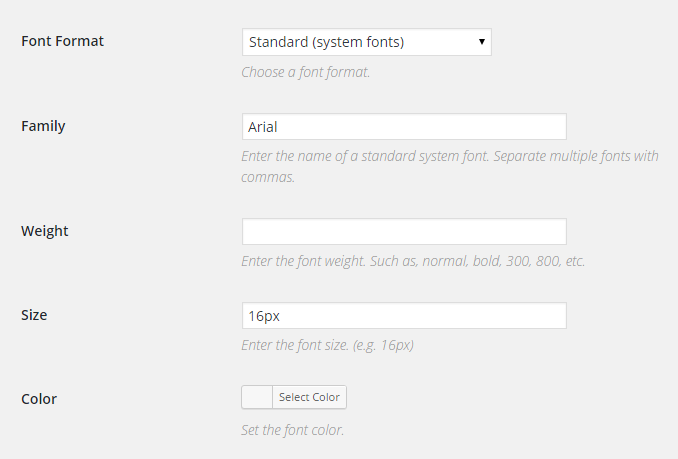 Font Format
Standard (system fonts)
Choose a font format.
Family
Arial
Enter the name of a standard system font. Separate multiple fonts with
commas.
Weight
Enter the font weight. Such as, normal, bold, 300, 800, etc.
Size
16px
Enter the font size. (e.g. 16px)
Color
Select Color
Set the font color.